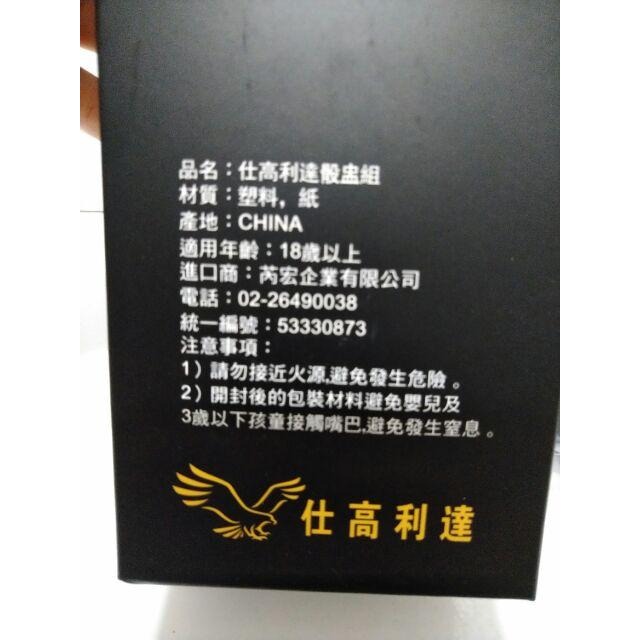 品名：仕高利達骰盅組
材質：塑料，紙
產地：CHINA
適用年齡：18歲以上
進口商：芮宏企業有限公司
電話：02-26490038
統一編號：53330873
注意事項：
1）請勿接近火源,避免發生危險。
2）開封後的包裝材料避免嬰兒及
3歲以下孩童接觸嘴巴,避免發生窒息。
仕高利達